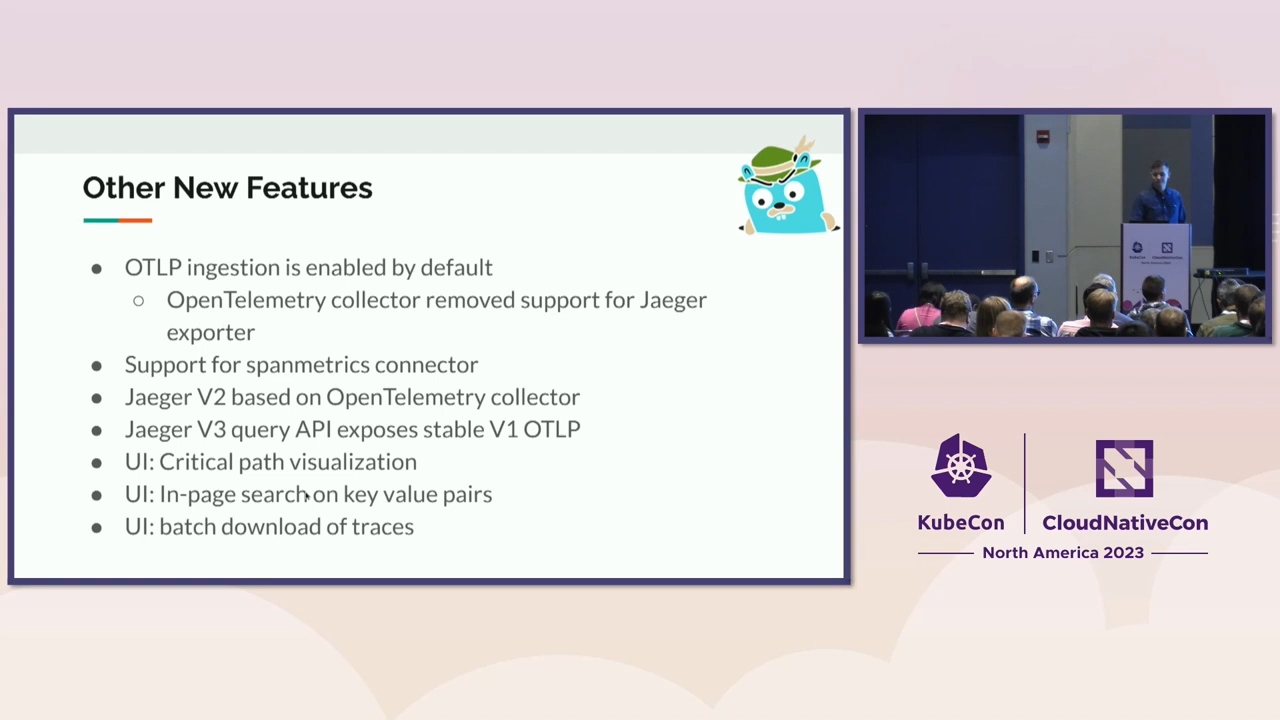 Other New Features
● OTLP ingestion is enabled by default
○ OpenTelemetry collector removed support for Jaeger
exporter
● Support for spanmetrics connector
● Jaeger V2 based on OpenTelemetry collector
● Jaeger V3 query API exposes stable V1 OTLP
● UI: Critical path visualization
● UI: In-page search on key value pairs
● UI: batch download of traces
KubeCon CloudNativeCon
KubeCon CloudNativeCon
North America 2023